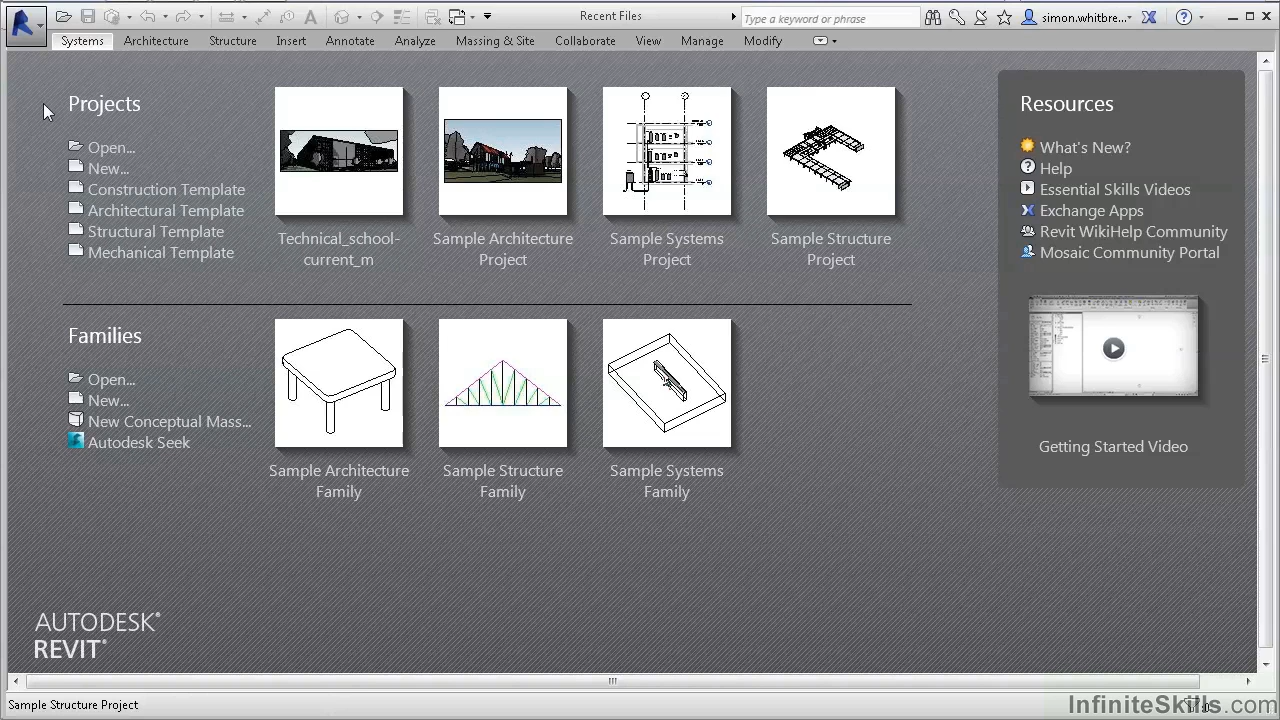 Recent Files
Type a keyword or phrase
simon.whitbre...
Systems Architecture Structure Insert Annotate Analyze Massing & Site Collaborate View Manage Modify
Projects
Open...
New...
Construction Template
Architectural Template
Structural Template
Mechanical Template
Technical_school-
current_m
Sample Architecture
Project
Sample Systems
Project
Sample Structure
Project
Resources
What's New?
Help
Essential Skills Videos
Exchange Apps
Revit WikiHelp Community
Mosaic Community Portal
Getting Started Video
Families
Open...
New...
New Conceptual Mass...
Autodesk Seek
Sample Architecture
Family
Sample Structure
Family
Sample Systems
Family
AUTODESK®
REVIT®
Sample Structure Project
InfiniteSkills.com